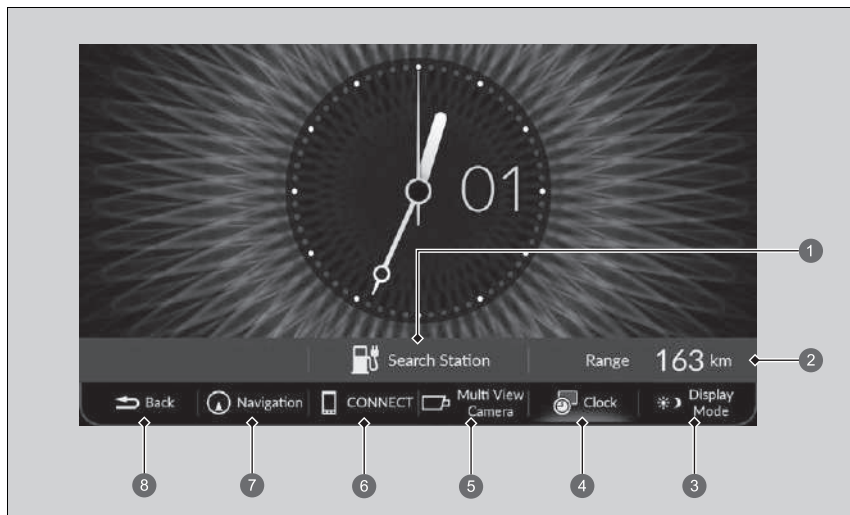 01
1
Search Station
Range 163 km
2
Back
Navigation
CONNECT
Multi View
Camera
Clock
Display
Mode
8
7
6
5
4
3